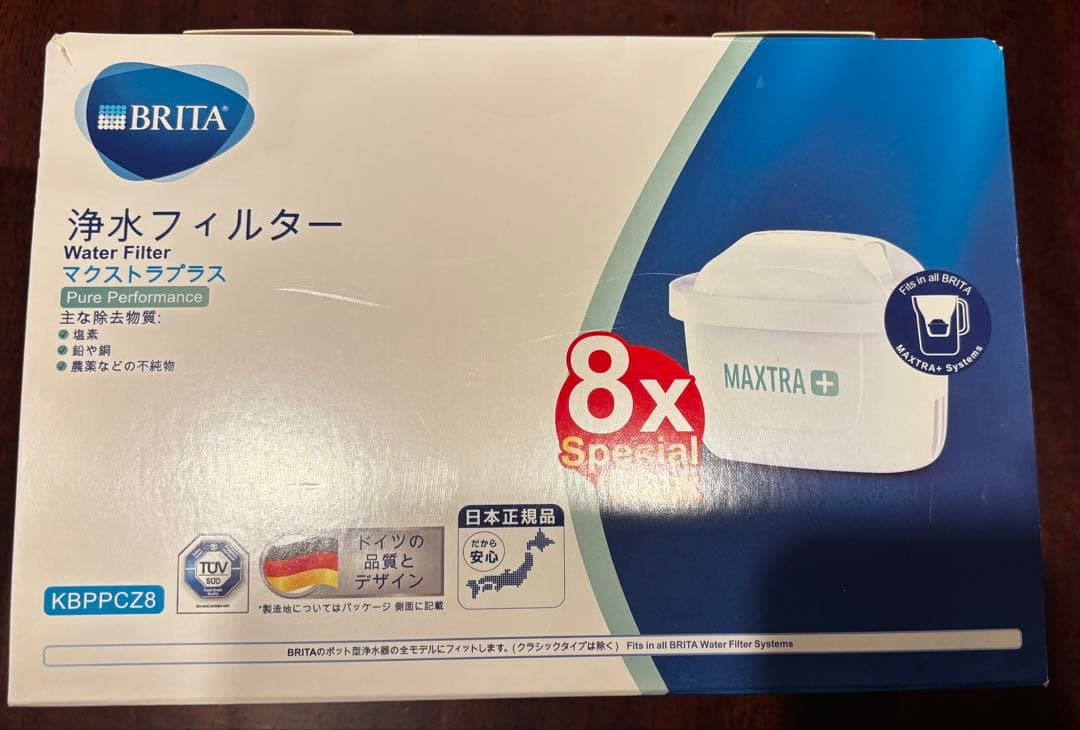 BRITA®
浄水フィルター
Water Filter
マクストラプラス
Pure Performance
主な除去物質:
塩素
鉛や銅
農薬などの不純物
Fits in all BRITA
MAXTRA+ Systems
MAXTRA+
8x
Special
TÜV
SÜD
ドイツの
品質と
デザイン
*製造地についてはパッケージ 側面に記載
日本正規品
だから
安心
KBPPCZ8
BRITAのポット型浄水器の全モデルにフィットします。(クラシックタイプは除く) Fits in all BRITA Water Filter Systems